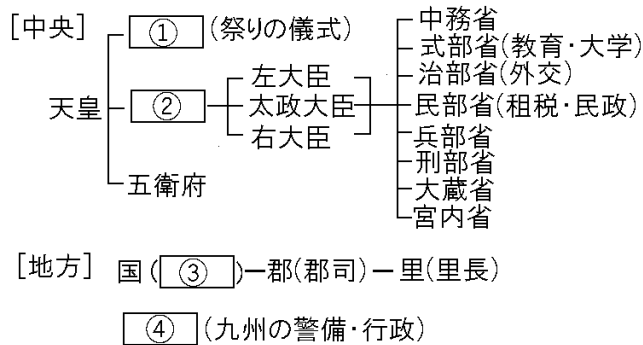 [中央]
①(祭りの儀式)
天皇
②
五衛府
左大臣
太政大臣
右大臣
中務省
式部省(教育・大学)
治部省(外交)
民部省(租税・民政)
兵部省
刑部省
大蔵省
宮内省
[地方] 国(③)ー郡(郡司)ー里(里長)
④(九州の警備・行政)